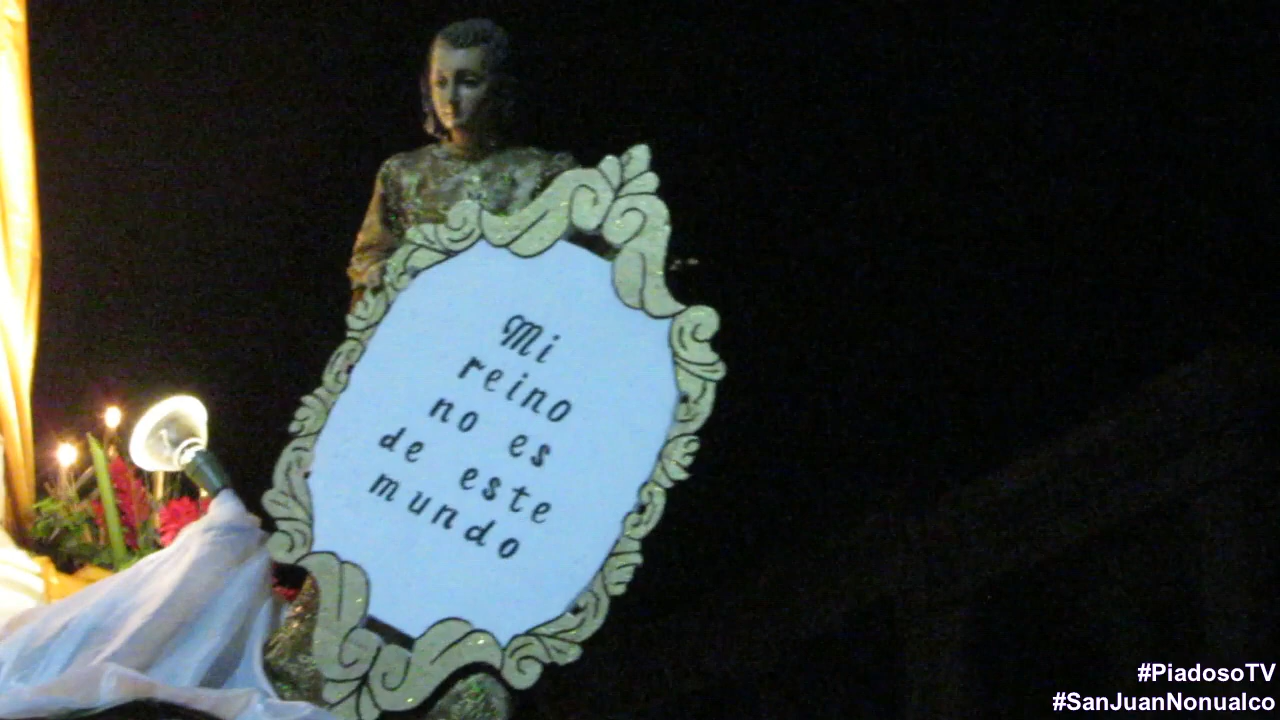 Mi
reino
no es
de este
mundo
#PiadosoTV
#SanJuanNonualco